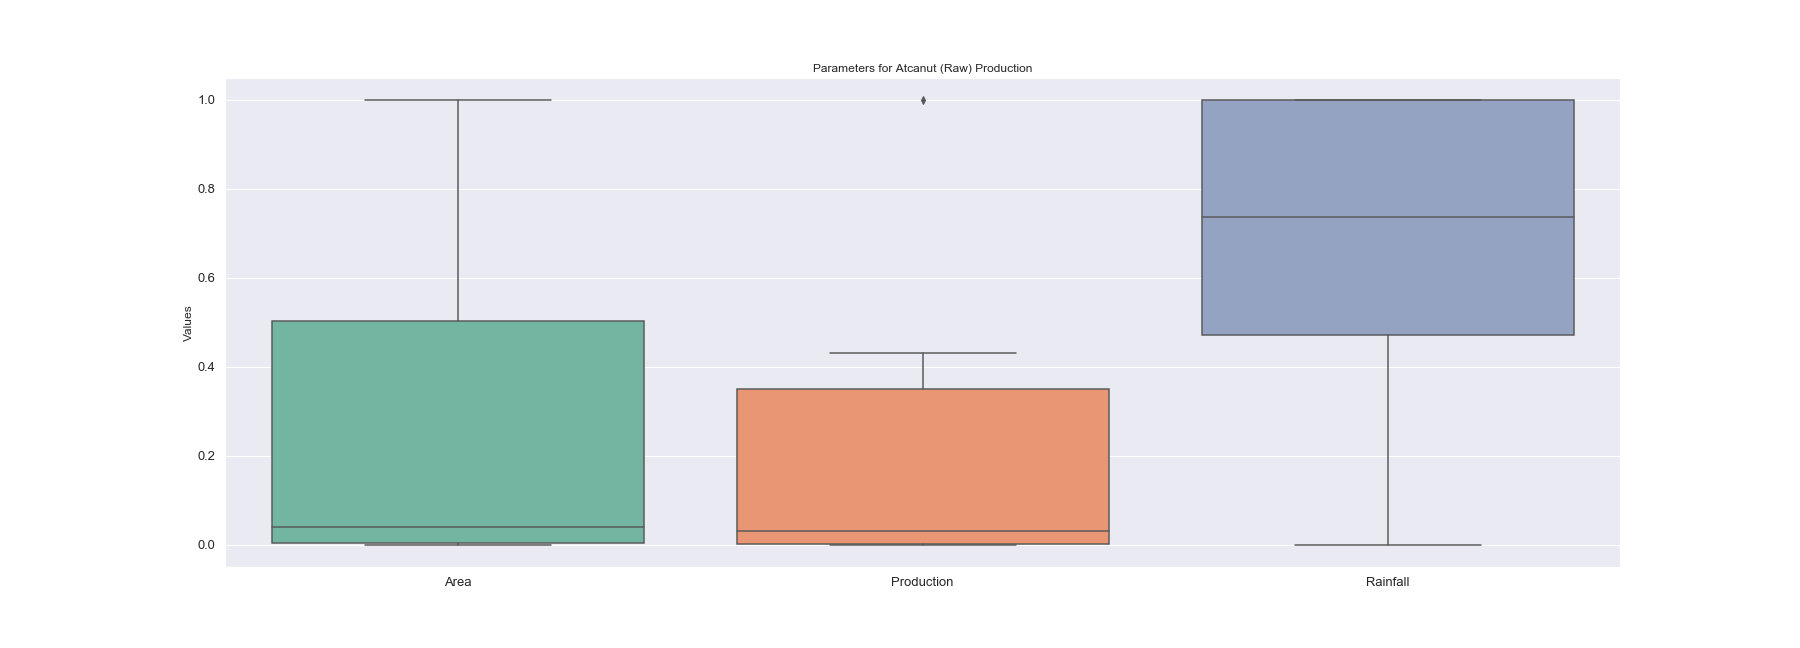 Parameters for Atcanut (Raw) Production
1.0
0.8
0.6
0.4
0.2
0.0
Values
Area
Production
Rainfall